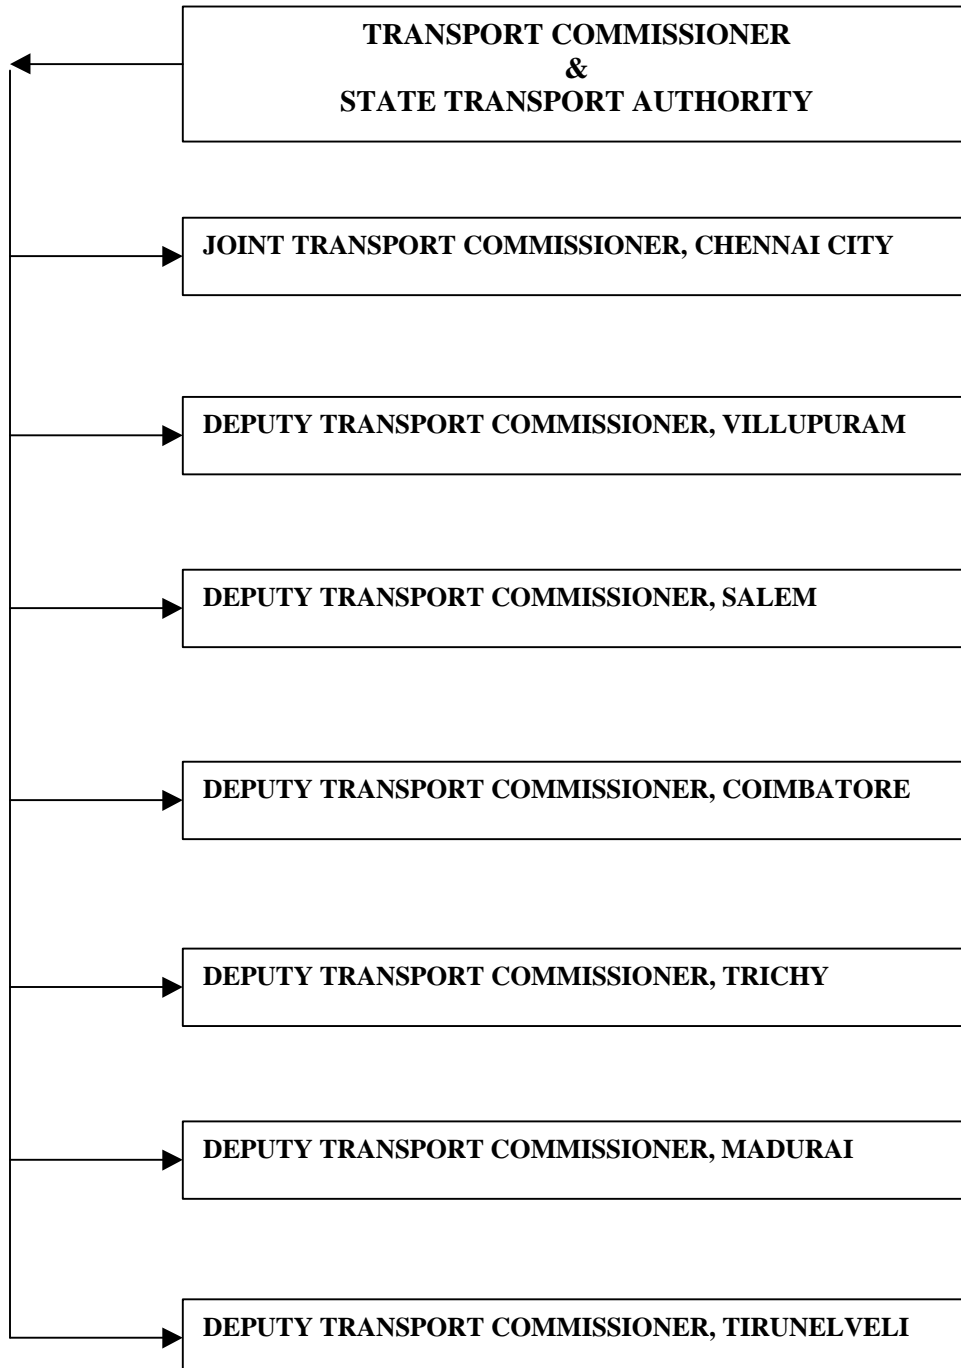 TRANSPORT COMMISSIONER
&
STATE TRANSPORT AUTHORITY
JOINT TRANSPORT COMMISSIONER, CHENNAI CITY
DEPUTY TRANSPORT COMMISSIONER, VILLUPURAM
DEPUTY TRANSPORT COMMISSIONER, SALEM
DEPUTY TRANSPORT COMMISSIONER, COIMBATORE
DEPUTY TRANSPORT COMMISSIONER, TRICHY
DEPUTY TRANSPORT COMMISSIONER, MADURAI
DEPUTY TRANSPORT COMMISSIONER, TIRUNELVELI